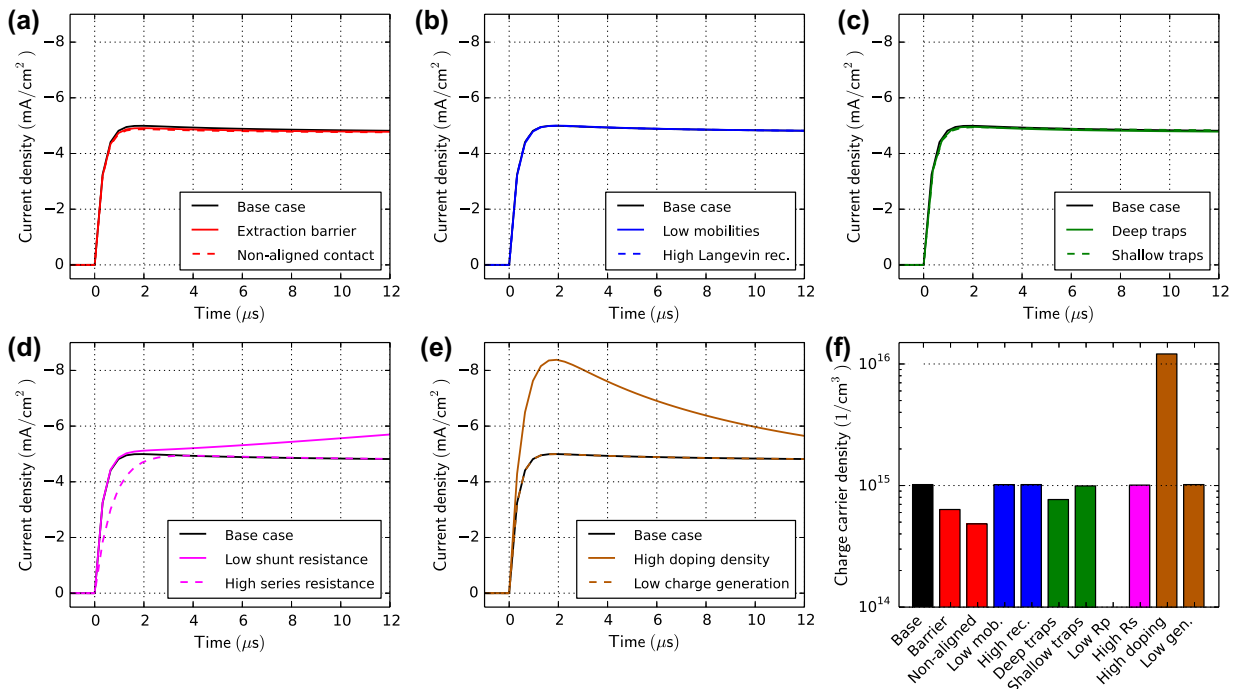 (a)
Current density (mA/cm²)
−8
−6
−4
−2
0
Base case
Extraction barrier
Non-aligned contact
0 2 4 6 8 10 12
Time (μs)
(b)
Current density (mA/cm²)
−8
−6
−4
−2
0
Base case
Low mobilities
High Langevin rec.
0 2 4 6 8 10 12
Time (μs)
(c)
Current density (mA/cm²)
−8
−6
−4
−2
0
Base case
Deep traps
Shallow traps
0 2 4 6 8 10 12
Time (μs)
(d)
Current density (mA/cm²)
−8
−6
−4
−2
0
Base case
Low shunt resistance
High series resistance
0 2 4 6 8 10 12
Time (μs)
(e)
Current density (mA/cm²)
−8
−6
−4
−2
0
Base case
High doping density
Low charge generation
0 2 4 6 8 10 12
Time (μs)
(f)
Charge carrier density (1/cm³)
10¹⁶
10¹⁵
10¹⁴
Base
Barrier
Non-aligned
Low mob.
High rec.
Deep traps
Shallow traps
Low Rp
High Rs
High doping
Low gen.